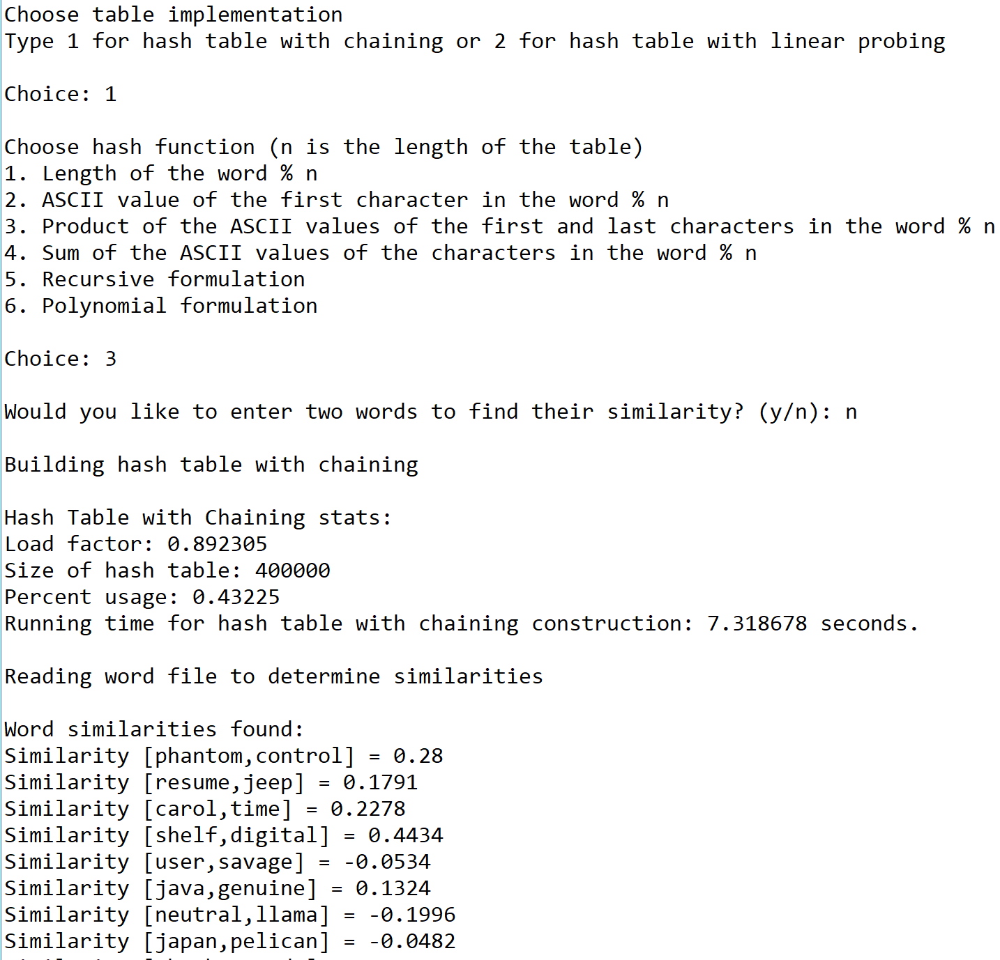 Choose table implementation
Type 1 for hash table with chaining or 2 for hash table with linear probing
Choice: 1
Choose hash function (n is the length of the table)
1. Length of the word % n
2. ASCII value of the first character in the word % n
3. Product of the ASCII values of the first and last characters in the word % n
4. Sum of the ASCII values of the characters in the word % n
5. Recursive formulation
6. Polynomial formulation
Choice: 3
Would you like to enter two words to find their similarity? (y/n): n
Building hash table with chaining
Hash Table with Chaining stats:
Load factor: 0.892305
Size of hash table: 400000
Percent usage: 0.43225
Running time for hash table with chaining construction: 7.318678 seconds.
Reading word file to determine similarities
Word similarities found:
Similarity [phantom,control] = 0.28
Similarity [resume,jeep] = 0.1791
Similarity [carol,time] = 0.2278
Similarity [shelf,digital] = 0.4434
Similarity [user,savage] = -0.0534
Similarity [java,genuine] = 0.1324
Similarity [neutral,llama] = -0.1996
Similarity [japan,pelican] = -0.0482